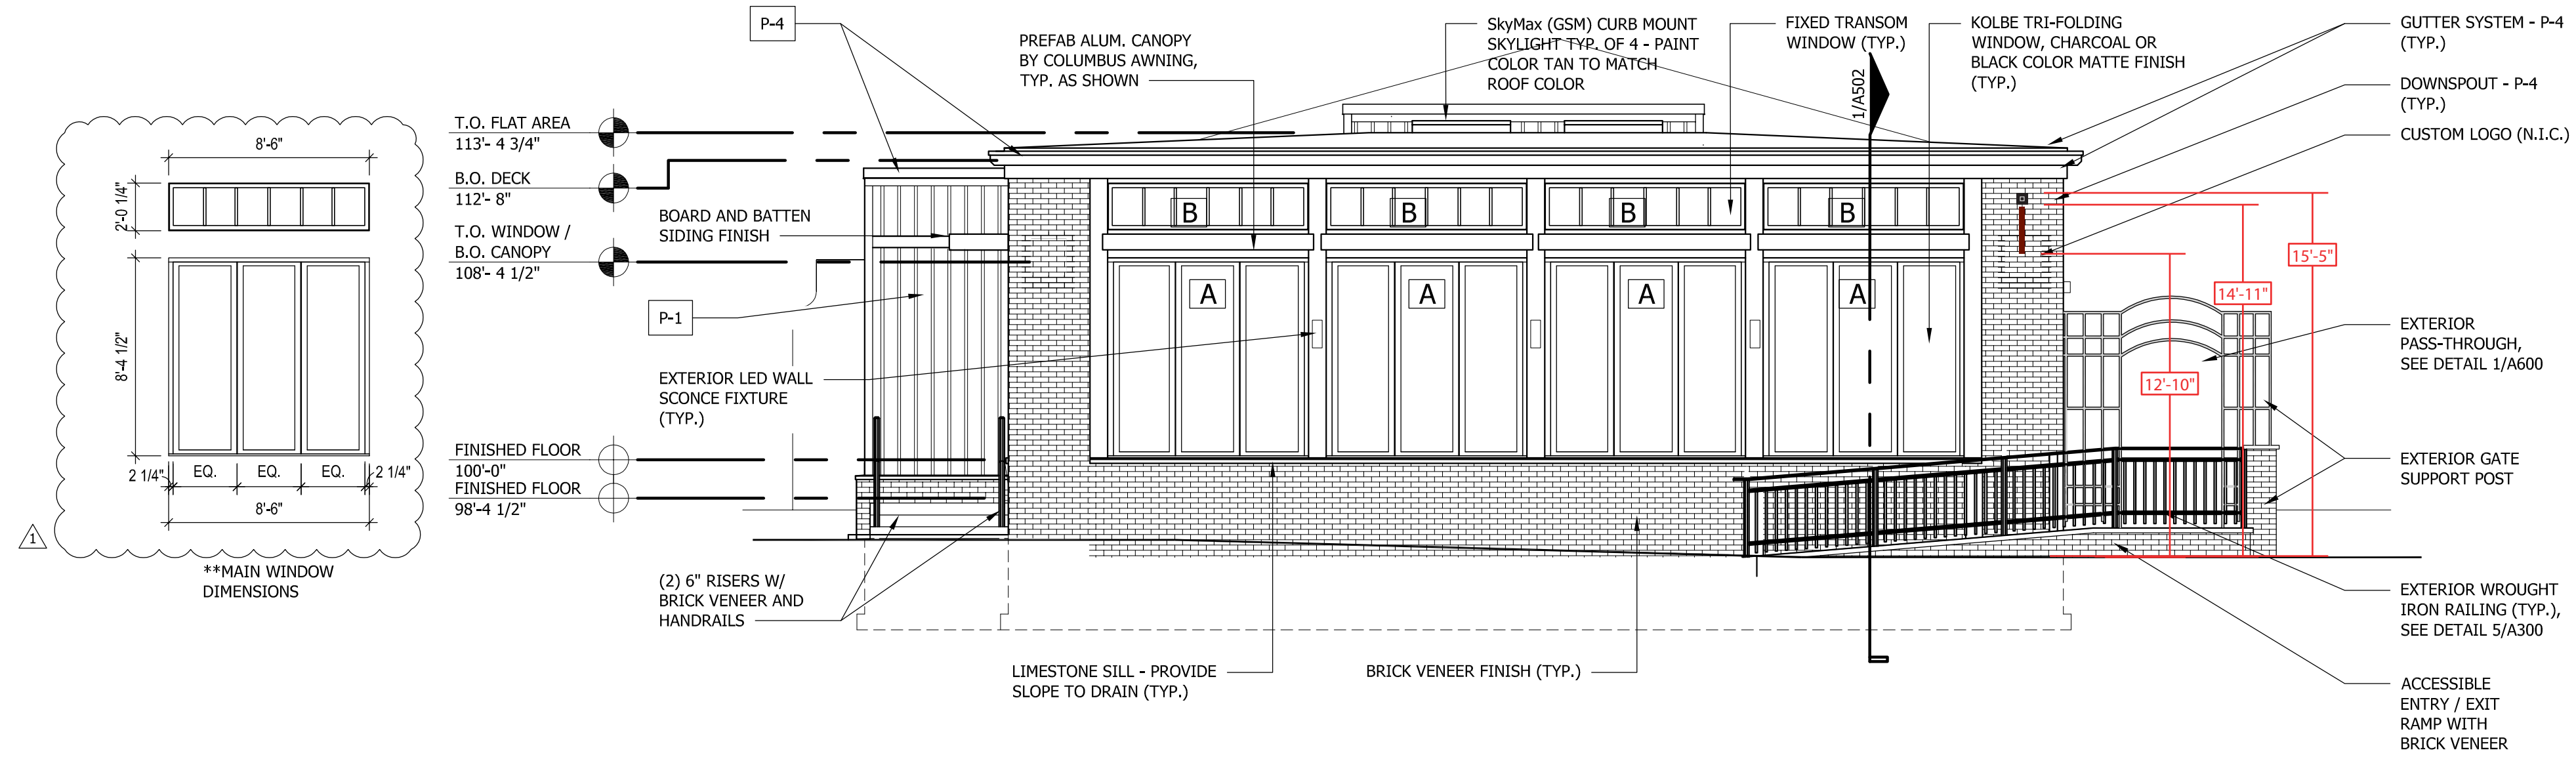 8'-6"
2'-0 1/4"
8'-4 1/2"
2 1/4"
EQ.
EQ.
EQ.
2 1/4"
8'-6"
1
**MAIN WINDOW
DIMENSIONS
T.O. FLAT AREA
113'- 4 3/4"
B.O. DECK
112'- 8"
T.O. WINDOW /
B.O. CANOPY
108'- 4 1/2"
FINISHED FLOOR
100'-0"
FINISHED FLOOR
98'-4 1/2"
P-4
BOARD AND BATTEN
SIDING FINISH
P-1
EXTERIOR LED WALL
SCONCE FIXTURE
(TYP.)
(2) 6" RISERS W/
BRICK VENEER AND
HANDRAILS
PREFAB ALUM. CANOPY
BY COLUMBUS AWNING,
TYP. AS SHOWN
SkyMax (GSM) CURB MOUNT
SKYLIGHT TYP. OF 4 - PAINT
COLOR TAN TO MATCH
ROOF COLOR
FIXED TRANSOM
WINDOW (TYP.)
1/A502
KOLBE TRI-FOLDING
WINDOW, CHARCOAL OR
BLACK COLOR MATTE FINISH
(TYP.)
B
B
B
B
A
A
A
A
LIMESTONE SILL - PROVIDE
SLOPE TO DRAIN (TYP.)
BRICK VENEER FINISH (TYP.)
15'-5"
14'-11"
12'-10"
GUTTER SYSTEM - P-4
(TYP.)
DOWNSPOUT - P-4
(TYP.)
CUSTOM LOGO (N.I.C.)
EXTERIOR
PASS-THROUGH,
SEE DETAIL 1/A600
EXTERIOR GATE
SUPPORT POST
EXTERIOR WROUGHT
IRON RAILING (TYP.),
SEE DETAIL 5/A300
ACCESSIBLE
ENTRY / EXIT
RAMP WITH
BRICK VENEER